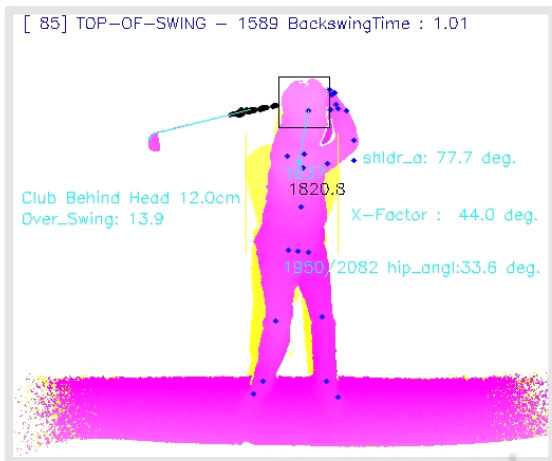 [ 85] TOP-OF-SWING - 1589 BackswingTime : 1.01
shldr_a: 77.7 deg.
1637
1820.8
Club Behind Head 12.0cm
Over_Swing: 13.9
X-Factor : 44.0 deg.
1950/2082 hip_angl:33.6 deg.